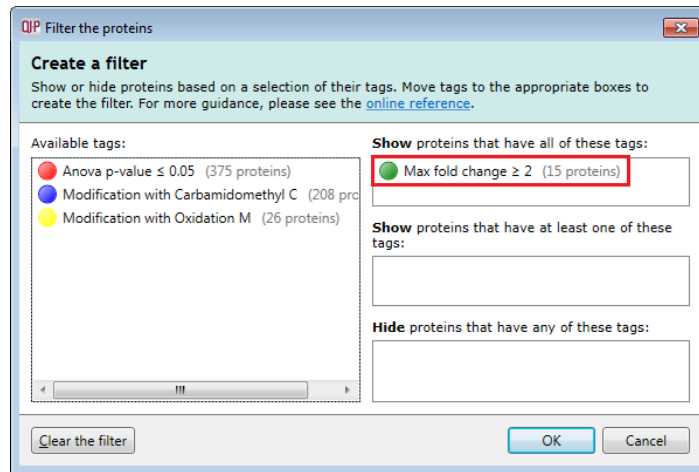 QIP Filter the proteins
Create a filter
Show or hide proteins based on a selection of their tags. Move tags to the appropriate boxes to
create the filter. For more guidance, please see the online reference.
Available tags:
Anova p-value ≤ 0.05 (375 proteins)
Modification with Carbamidomethyl C (208 pro
Modification with Oxidation M (26 proteins)
Show proteins that have all of these tags:
Max fold change ≥ 2 (15 proteins)
Show proteins that have at least one of these
tags:
Hide proteins that have any of these tags:
Clear the filter
OK
Cancel